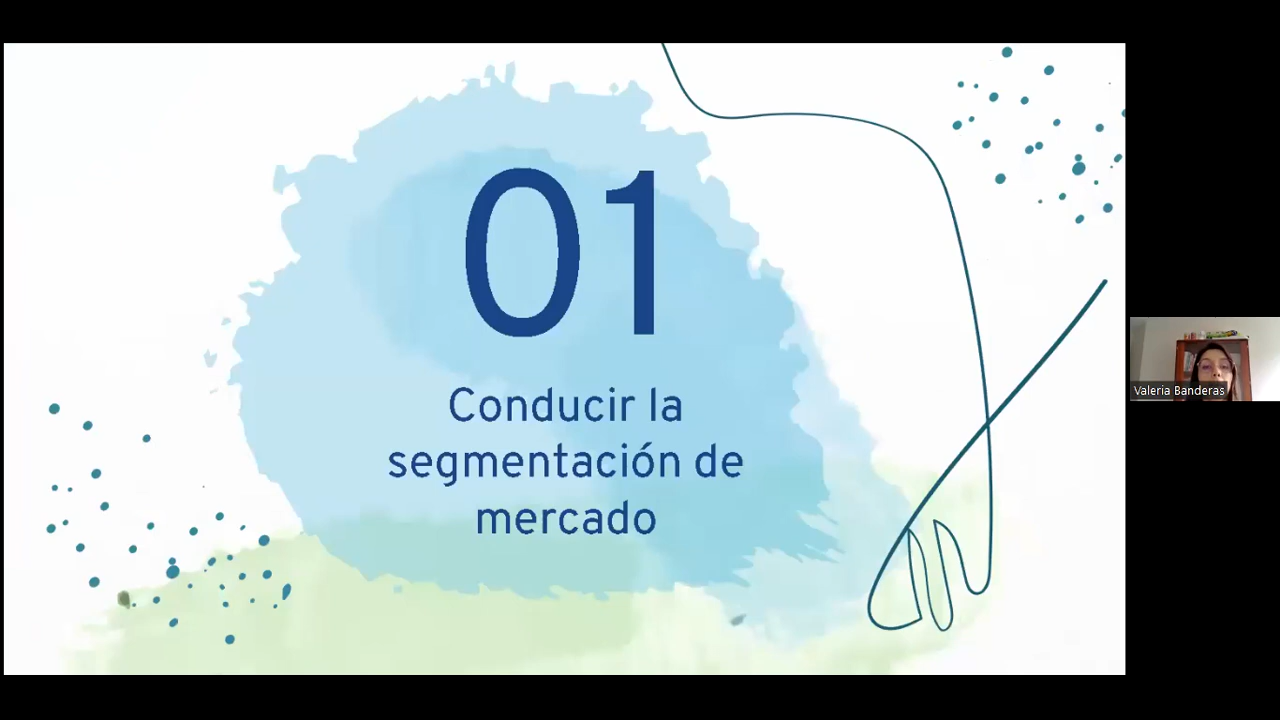 01
Conducir la
segmentación de
mercado
Valeria Banderas